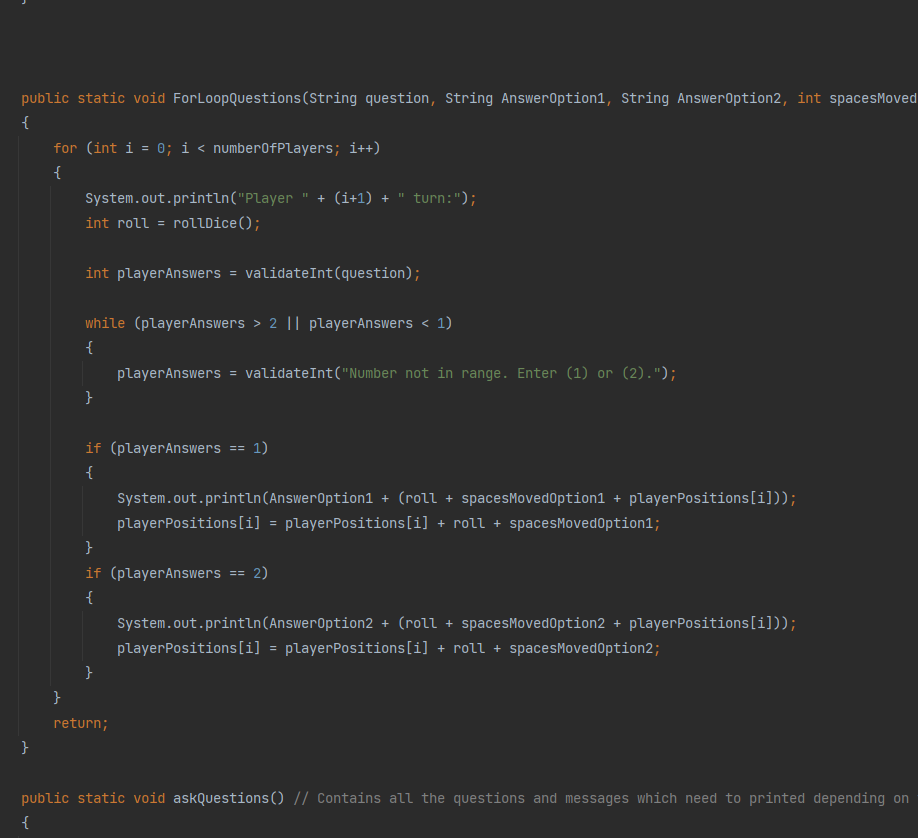 }
public static void ForLoopQuestions(String question, String AnswerOption1, String AnswerOption2, int spacesMoved
{
for (int i = 0; i < numberOfPlayers; i++)
{
System.out.println("Player " + (i+1) + " turn:");
int roll = rollDice();
int playerAnswers = validateInt(question);
while (playerAnswers > 2 || playerAnswers < 1)
{
playerAnswers = validateInt("Number not in range. Enter (1) or (2).");
}
if (playerAnswers == 1)
{
System.out.println(AnswerOption1 + (roll + spacesMovedOption1 + playerPositions[i]));
playerPositions[i] = playerPositions[i] + roll + spacesMovedOption1;
}
if (playerAnswers == 2)
{
System.out.println(AnswerOption2 + (roll + spacesMovedOption2 + playerPositions[i]));
playerPositions[i] = playerPositions[i] + roll + spacesMovedOption2;
}
}
return;
}
public static void askQuestions() // Contains all the questions and messages which need to printed depending on
{